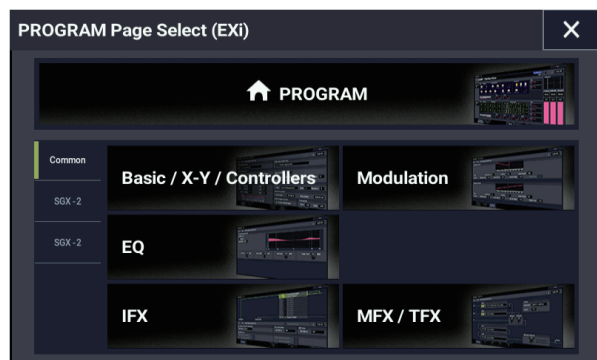 PROGRAM Page Select (EXi)
PROGRAM
Common
SGX-2
SGX-2
Basic / X-Y / Controllers
Modulation
EQ
IFX
MFX / TFX